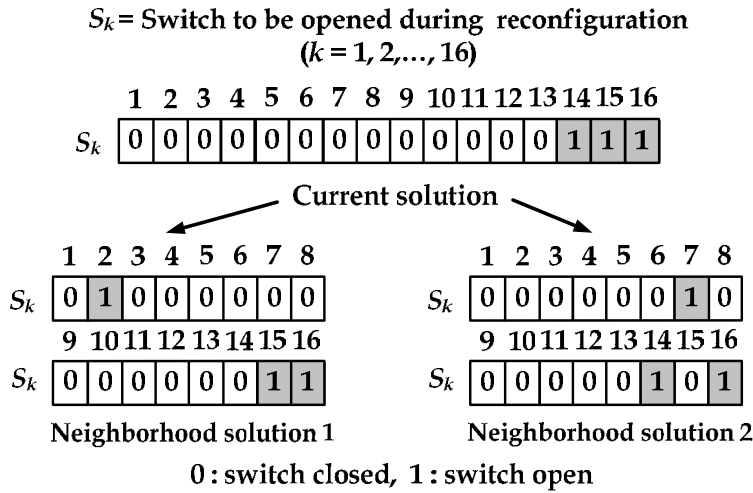 Sk = Switch to be opened during reconfiguration
(k = 1, 2,..., 16)
1 2 3 4 5 6 7 8 9 10 11 12 13 14 15 16
Sk 0 0 0 0 0 0 0 0 0 0 0 0 0 1 1 1
Current solution
1 2 3 4 5 6 7 8
Sk 0 1 0 0 0 0 0 0
9 10 11 12 13 14 15 16
Sk 0 0 0 0 0 0 1 1
Neighborhood solution 1
1 2 3 4 5 6 7 8
Sk 0 0 0 0 0 0 1 0
9 10 11 12 13 14 15 16
Sk 0 0 0 0 0 1 0 1
Neighborhood solution 2
0 : switch closed, 1 : switch open